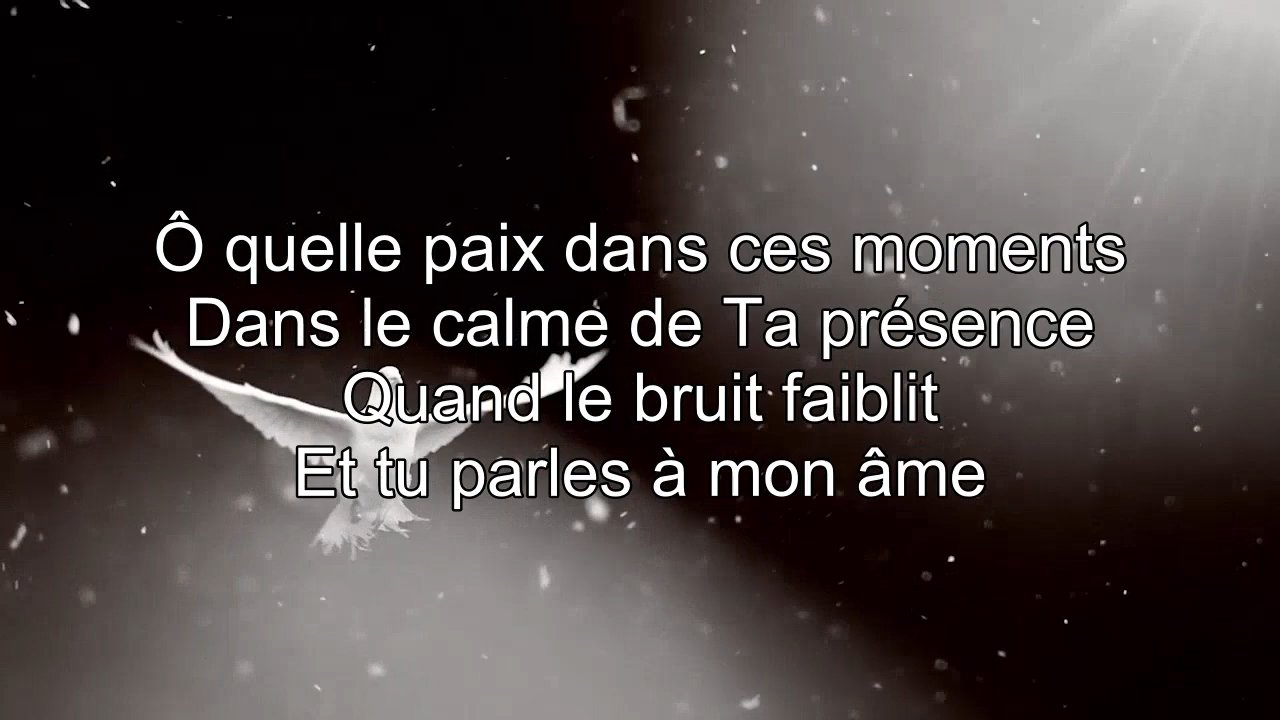 Ô quelle paix dans ces moments
Dans le calme de Ta présence
Quand le bruit faiblit
Et tu parles à mon âme